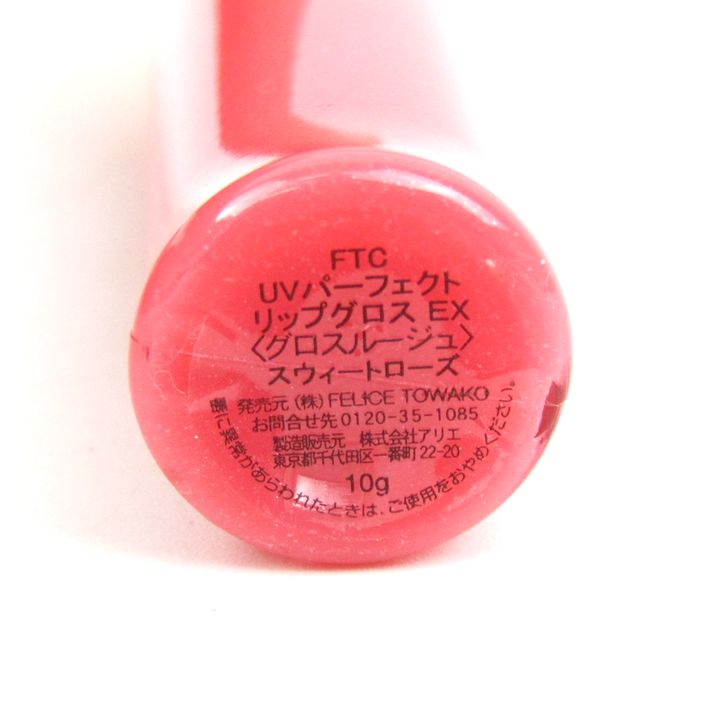 FTC
UVパーフェクト
リップグロス EX
〈グロスルージュ〉
スウィートローズ
発売元 (株) FELICE TOWAKO
お問合せ先 0120-35-1085
製造販売元 株式会社アリエ
東京都千代田区一番町22-20
10g
唇に異常があらわれたときは、ご使用をおやめください。